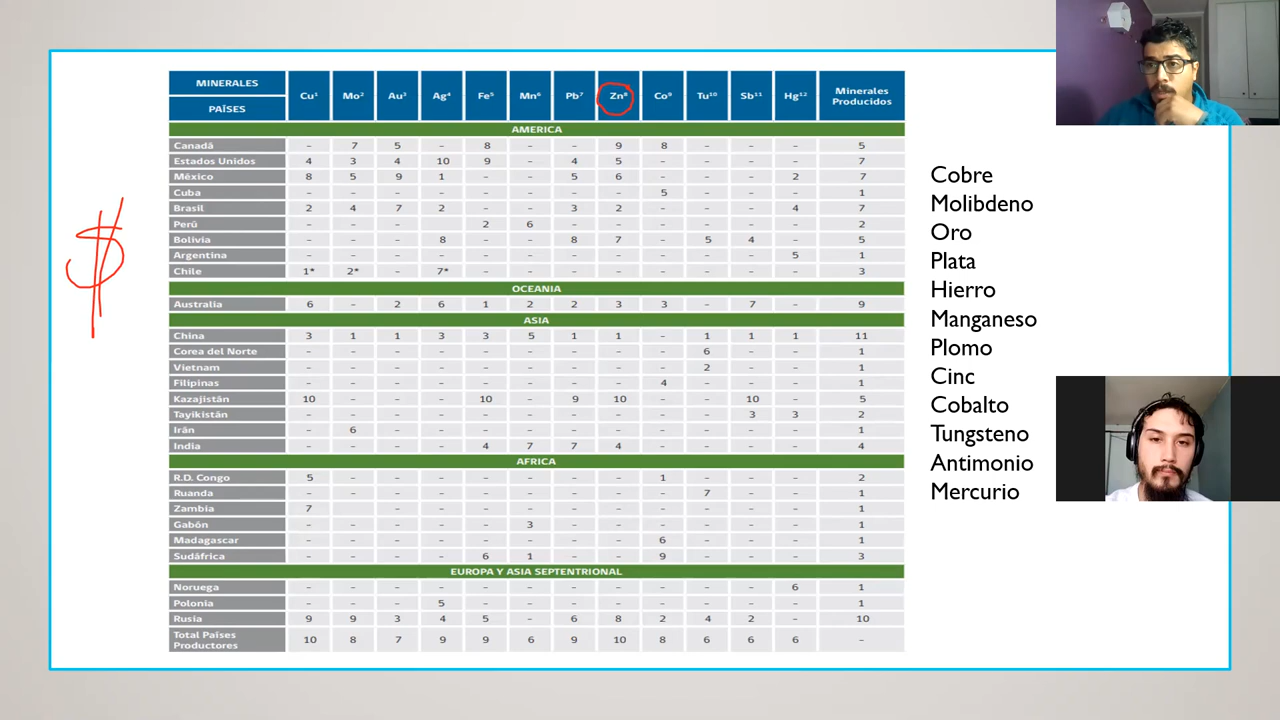 MINERALES
PAÍSES
Cu¹ Mo² Au³ Ag⁴ Fe⁵ Mn⁶ Pb⁷ Zn⁸ Co⁹ Tu¹⁰ Sb¹¹ Hg¹² Minerales Producidos
AMERICA
Canadá - 7 5 - 8 - - 9 8 - - - 5
Estados Unidos 4 3 4 10 9 - 4 5 - - - - 7
México 8 5 9 1 - - 5 6 - - - 2 7
Cuba - - - - - - - - 5 - - - 1
Brasil 2 4 7 2 - - 3 2 - - - 4 7
Perú - - - - 2 6 - - - - - - 2
Bolivia - - - 8 - - 8 7 - 5 4 - 5
Argentina - - - - - - - - - - - 5 1
Chile 1* 2* - 7* - - - - - - - - 3
OCEANIA
Australia 6 - 2 6 1 2 2 3 3 - 7 - 9
ASIA
China 3 1 1 3 3 5 1 1 - 1 1 1 11
Corea del Norte - - - - - - - - - 6 - - 1
Vietnam - - - - - - - - - 2 - - 1
Filipinas - - - - - - - - 4 - - - 1
Kazajistán 10 - - - 10 - 9 10 - - 10 - 5
Tayikistán - - - - - - - - - - 3 3 2
Irán - 6 - - - - - - - - - - 1
India - - - - 4 7 7 4 - - - - 4
AFRICA
R.D. Congo 5 - - - - - - - 1 - - - 2
Ruanda - - - - - - - - - 7 - - 1
Zambia 7 - - - - - - - - - - - 1
Gabón - - - - - 3 - - - - - - 1
Madagascar - - - - - - - - 6 - - - 1
Sudáfrica - - - - 6 1 - - 9 - - - 3
EUROPA Y ASIA SEPTENTRIONAL
Noruega - - - - - - - - - - - 6 1
Polonia - - - 5 - - - - - - - - 1
Rusia 9 9 3 4 5 - 6 8 2 4 2 - 10
Total Países Productores 10 8 7 9 9 6 9 10 8 6 6 6 -
$
Cobre
Molibdeno
Oro
Plata
Hierro
Manganeso
Plomo
Cinc
Cobalto
Tungsteno
Antimonio
Mercurio